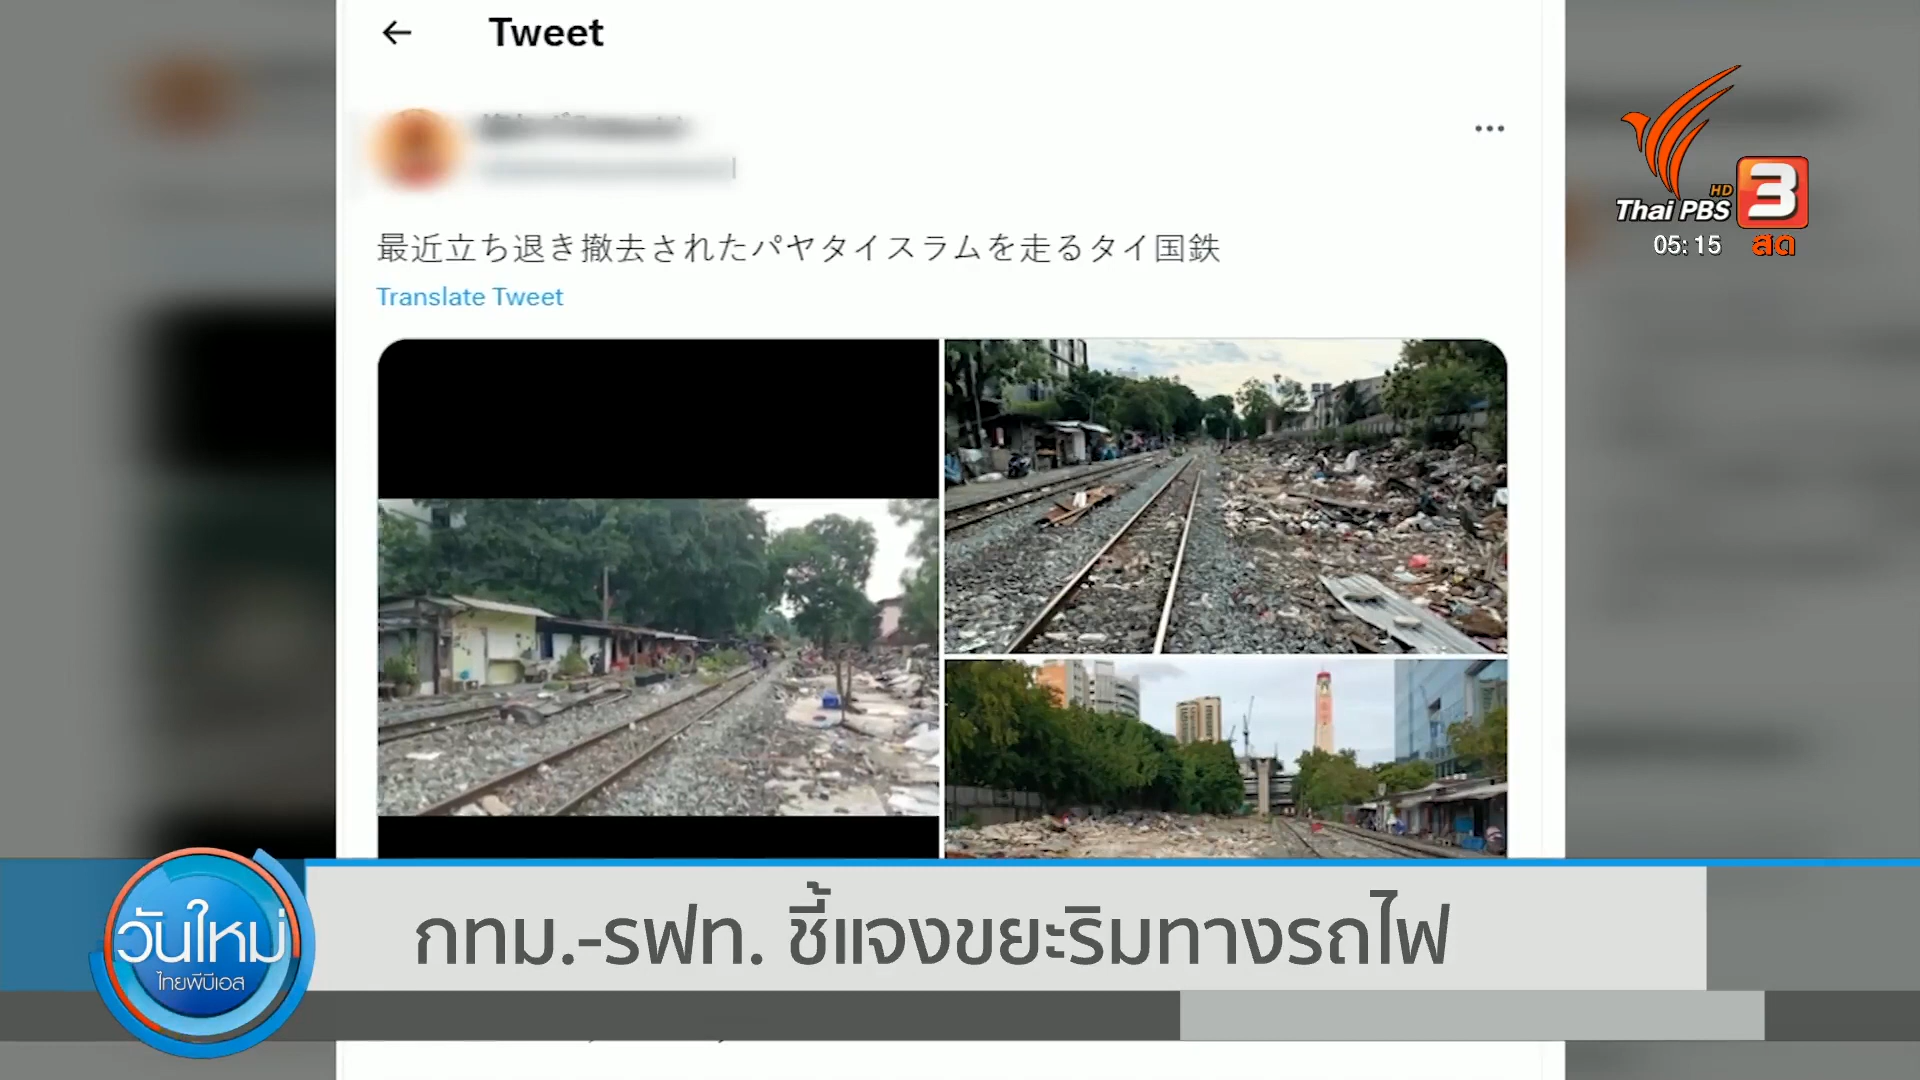 Tweet
最近立ち退き撤去されたパヤタイスラムを走るタイ国鉄
Translate Tweet
HD
Thai PBS 3
05:15 สด
กทม.-รฟท. ชี้แจงขยะริมทางรถไฟ
วันใหม่
ไทยพีบีเอส